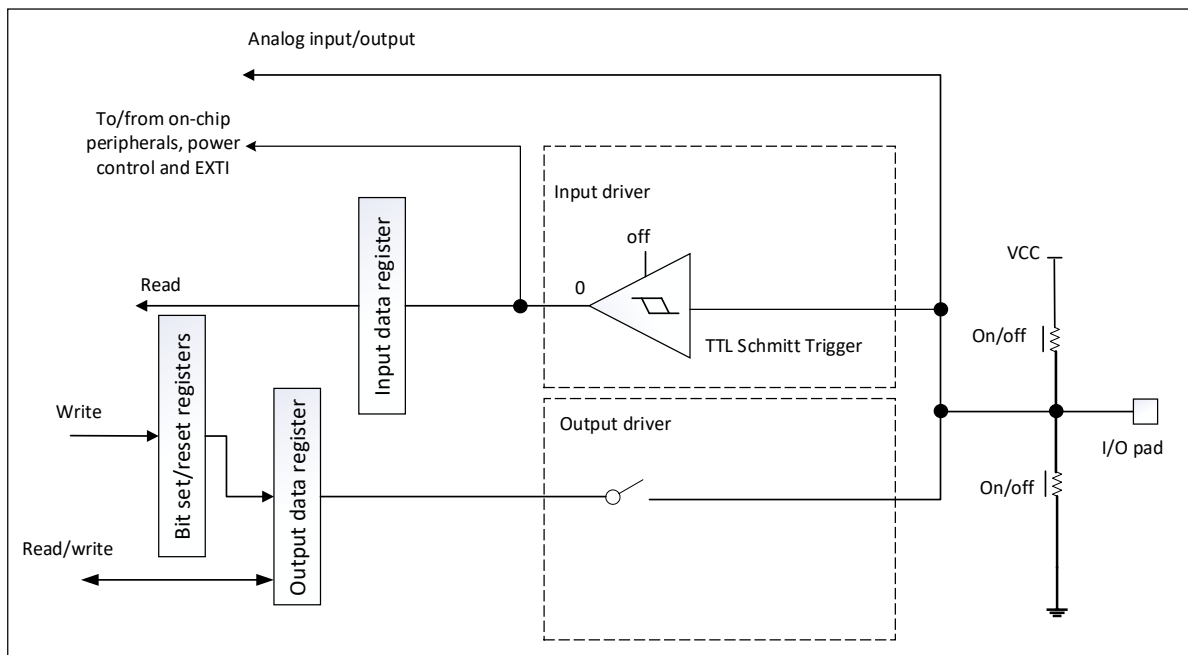 Analog input/output
To/from on-chip
peripherals, power
control and EXTI
Input driver
off
VCC
Read
0
Input data register
On/off
TTL Schmitt Trigger
Bit set/reset registers
Write
Output data register
Output driver
I/O pad
On/off
Read/write